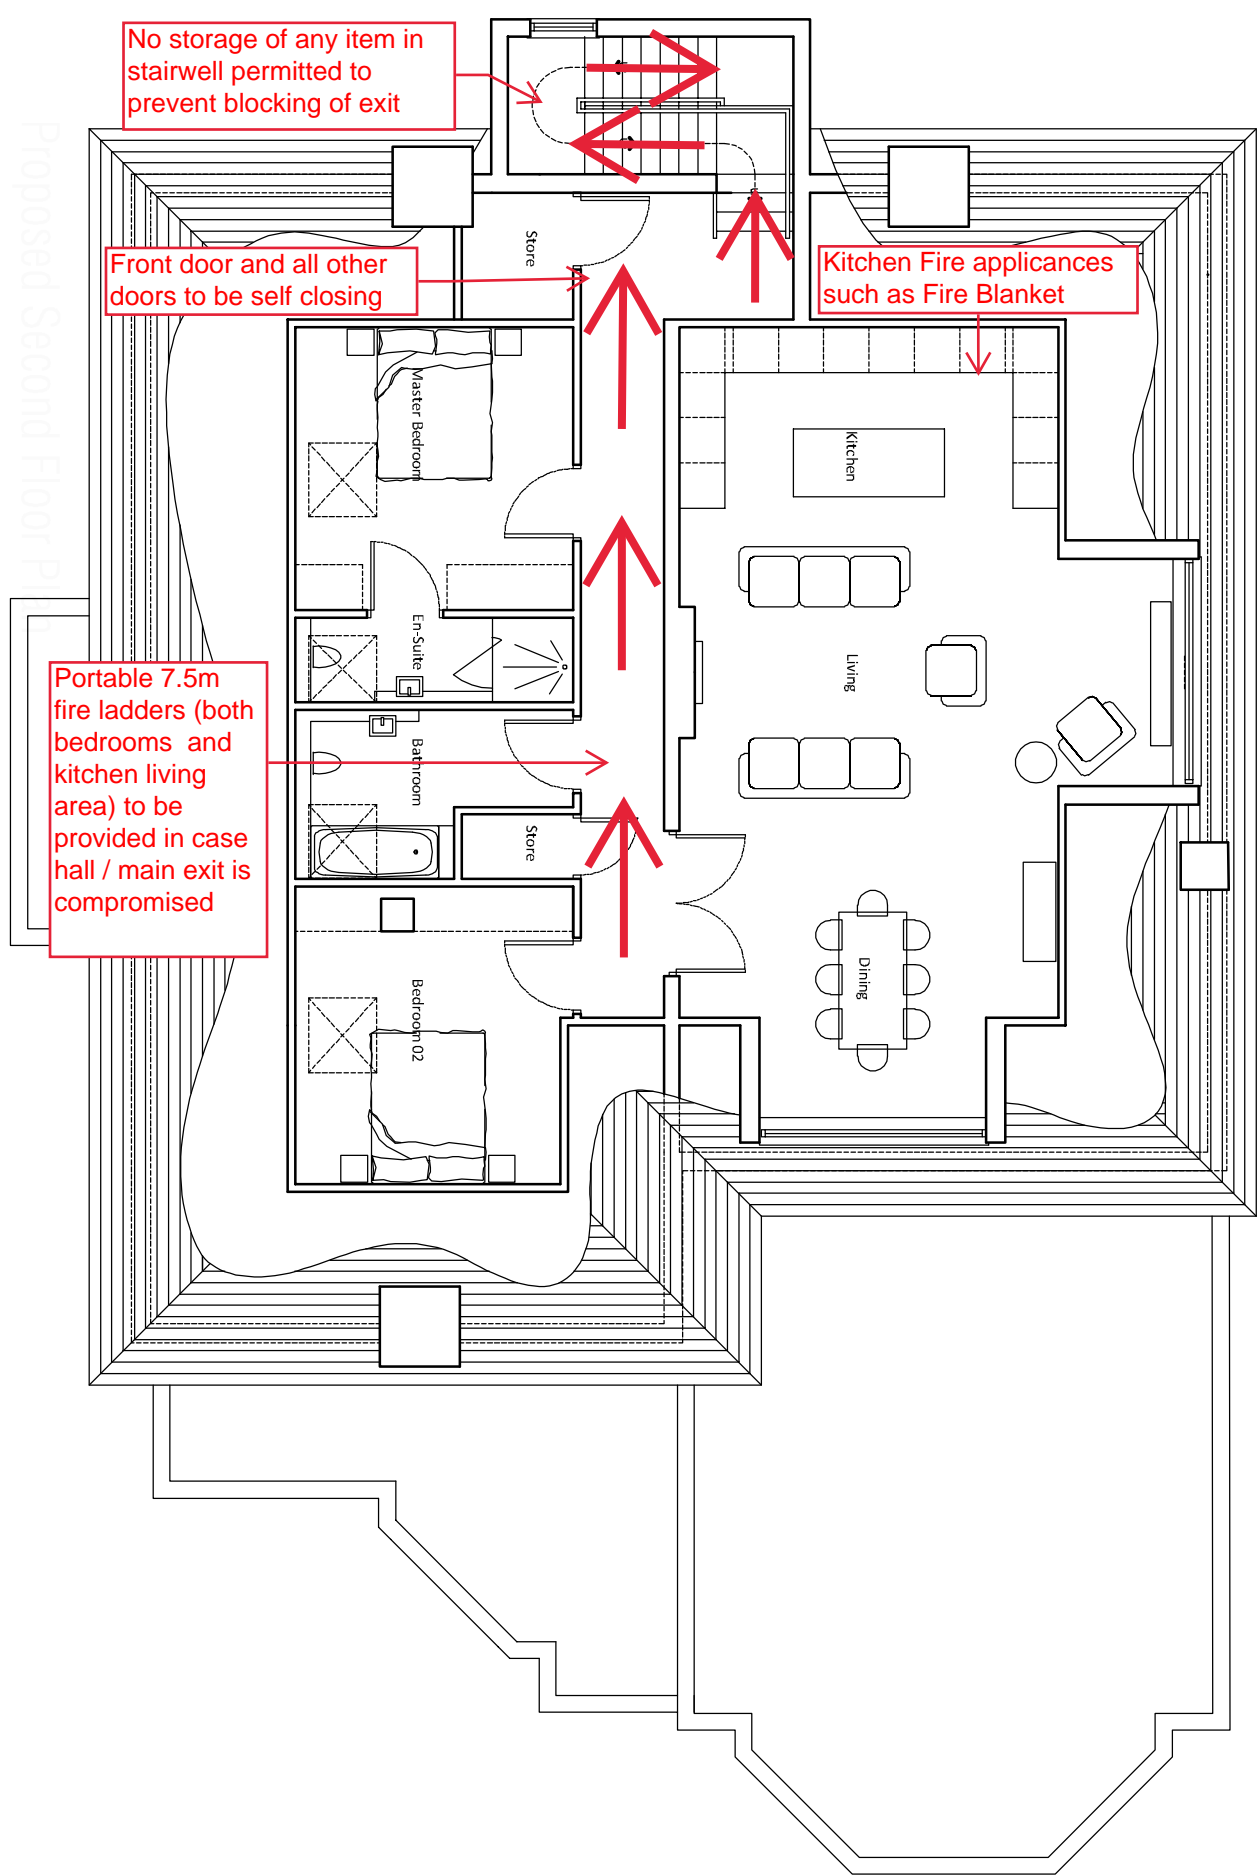 No storage of any item in
stairwell permitted to
prevent blocking of exit
Front door and all other
doors to be self closing
Kitchen Fire applicances
such as Fire Blanket
Portable 7.5m
fire ladders (both
bedrooms and
kitchen living
area) to be
provided in case
hall / main exit is
compromised
Store
Master Bedroom
Kitchen
En-Suite
Living
Bathroom
Store
Dining
Bedroom 02
Proposed Second Floor Plan